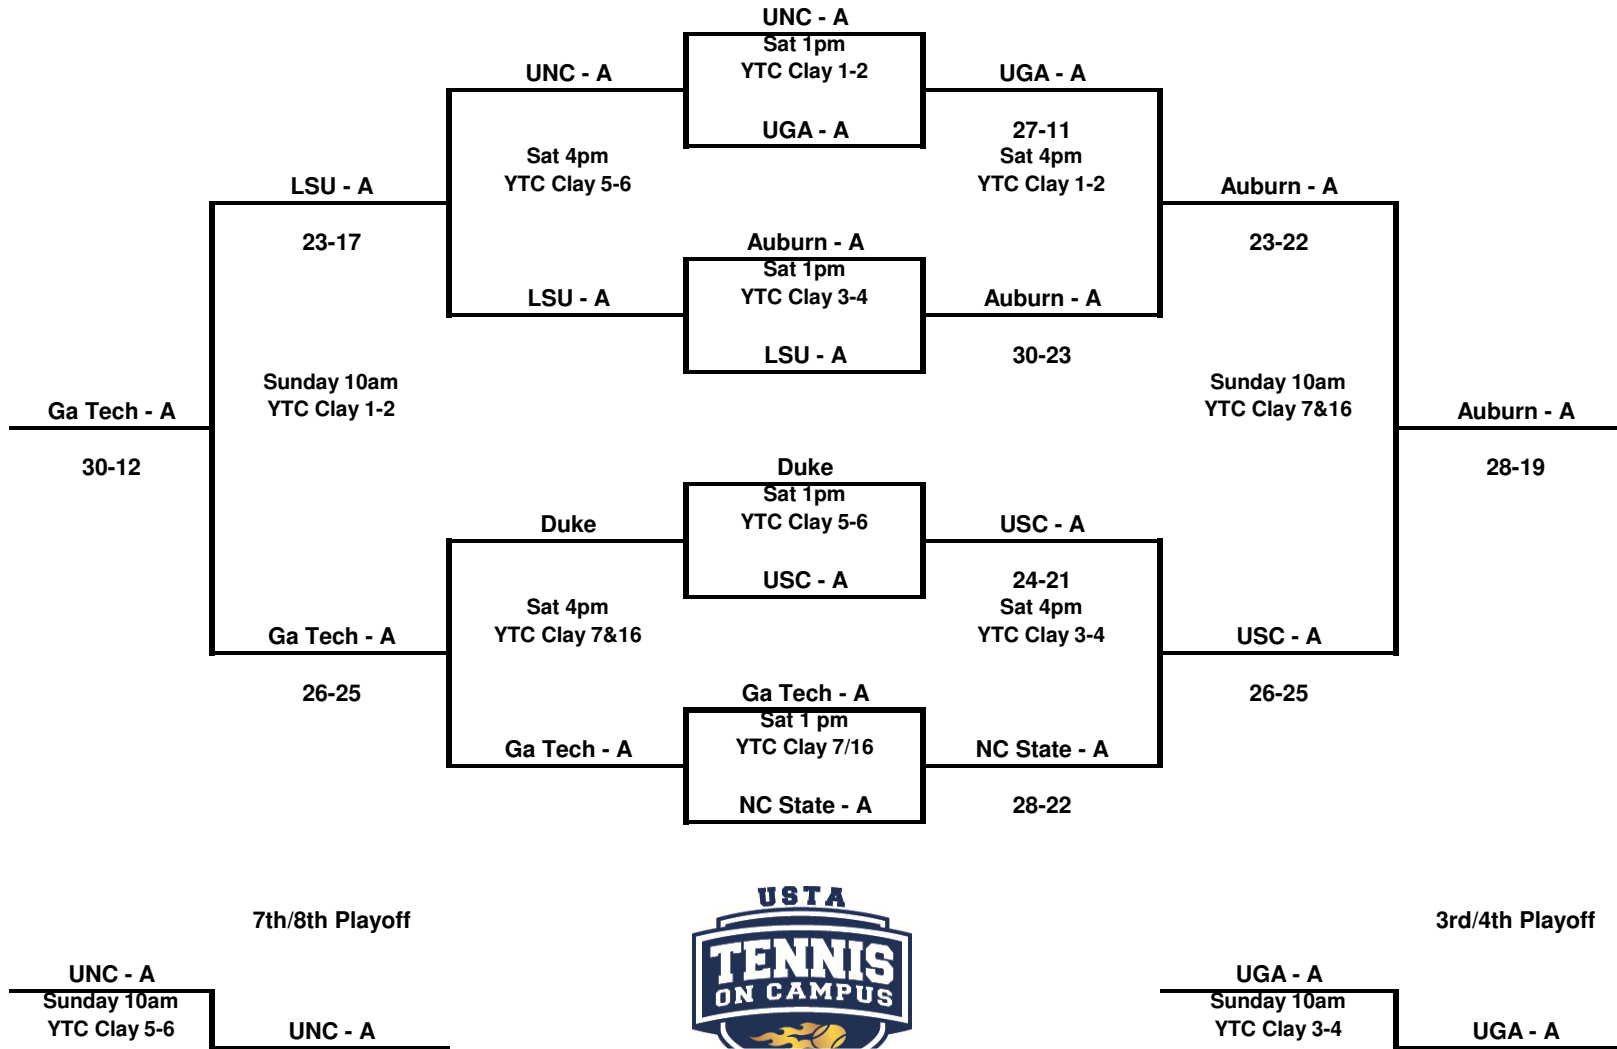 UNC - A
Sat 1pm
YTC Clay 1-2
UNC - A
UGA - A
UGA - A
27-11
Sat 4pm
YTC Clay 5-6
Sat 4pm
YTC Clay 1-2
LSU - A
Auburn - A
23-17
Auburn - A
23-22
Sat 1pm
YTC Clay 3-4
LSU - A
Auburn - A
LSU - A
30-23
Sunday 10am
YTC Clay 1-2
Sunday 10am
YTC Clay 7&16
Ga Tech - A
Auburn - A
30-12
Duke
28-19
Sat 1pm
YTC Clay 5-6
Duke
USC - A
USC - A
24-21
Sat 4pm
YTC Clay 7&16
Sat 4pm
YTC Clay 3-4
Ga Tech - A
USC - A
26-25
Ga Tech - A
26-25
Sat 1 pm
YTC Clay 7/16
Ga Tech - A
NC State - A
NC State - A
28-22
USTA
TENNIS
ON CAMPUS
7th/8th Playoff
3rd/4th Playoff
UNC - A
Sunday 10am
YTC Clay 5-6
UNC - A
UGA - A
Sunday 10am
YTC Clay 3-4
UGA - A